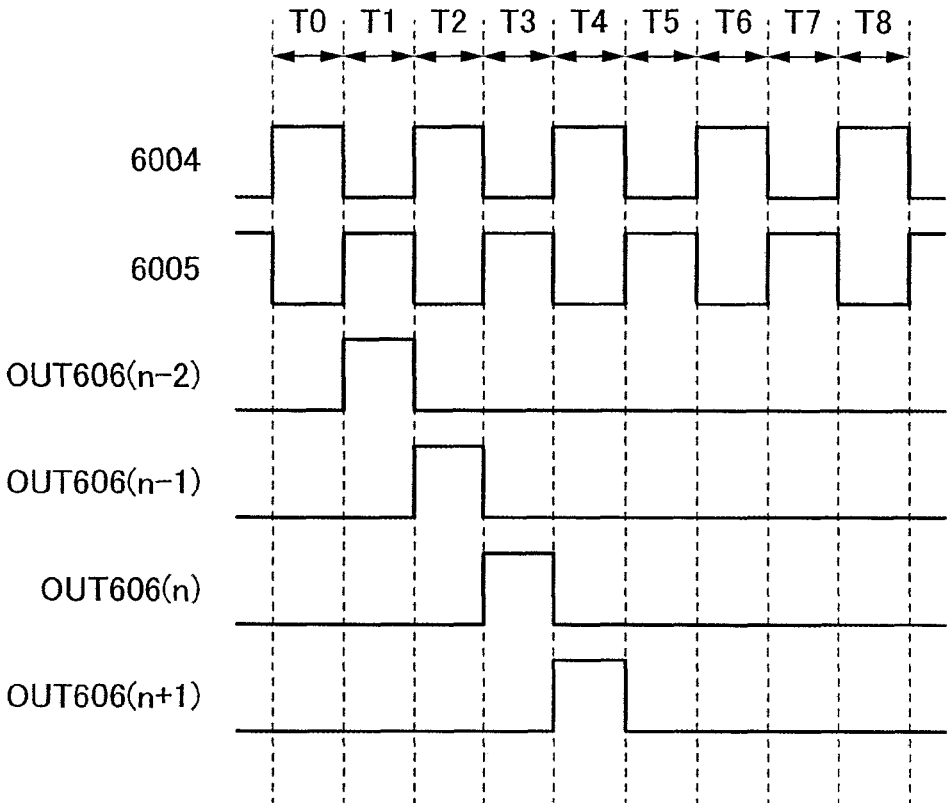 T0 T1 T2 T3 T4 T5 T6 T7 T8
6004
6005
OUT606(n-2)
OUT606(n-1)
OUT606(n)
OUT606(n+1)